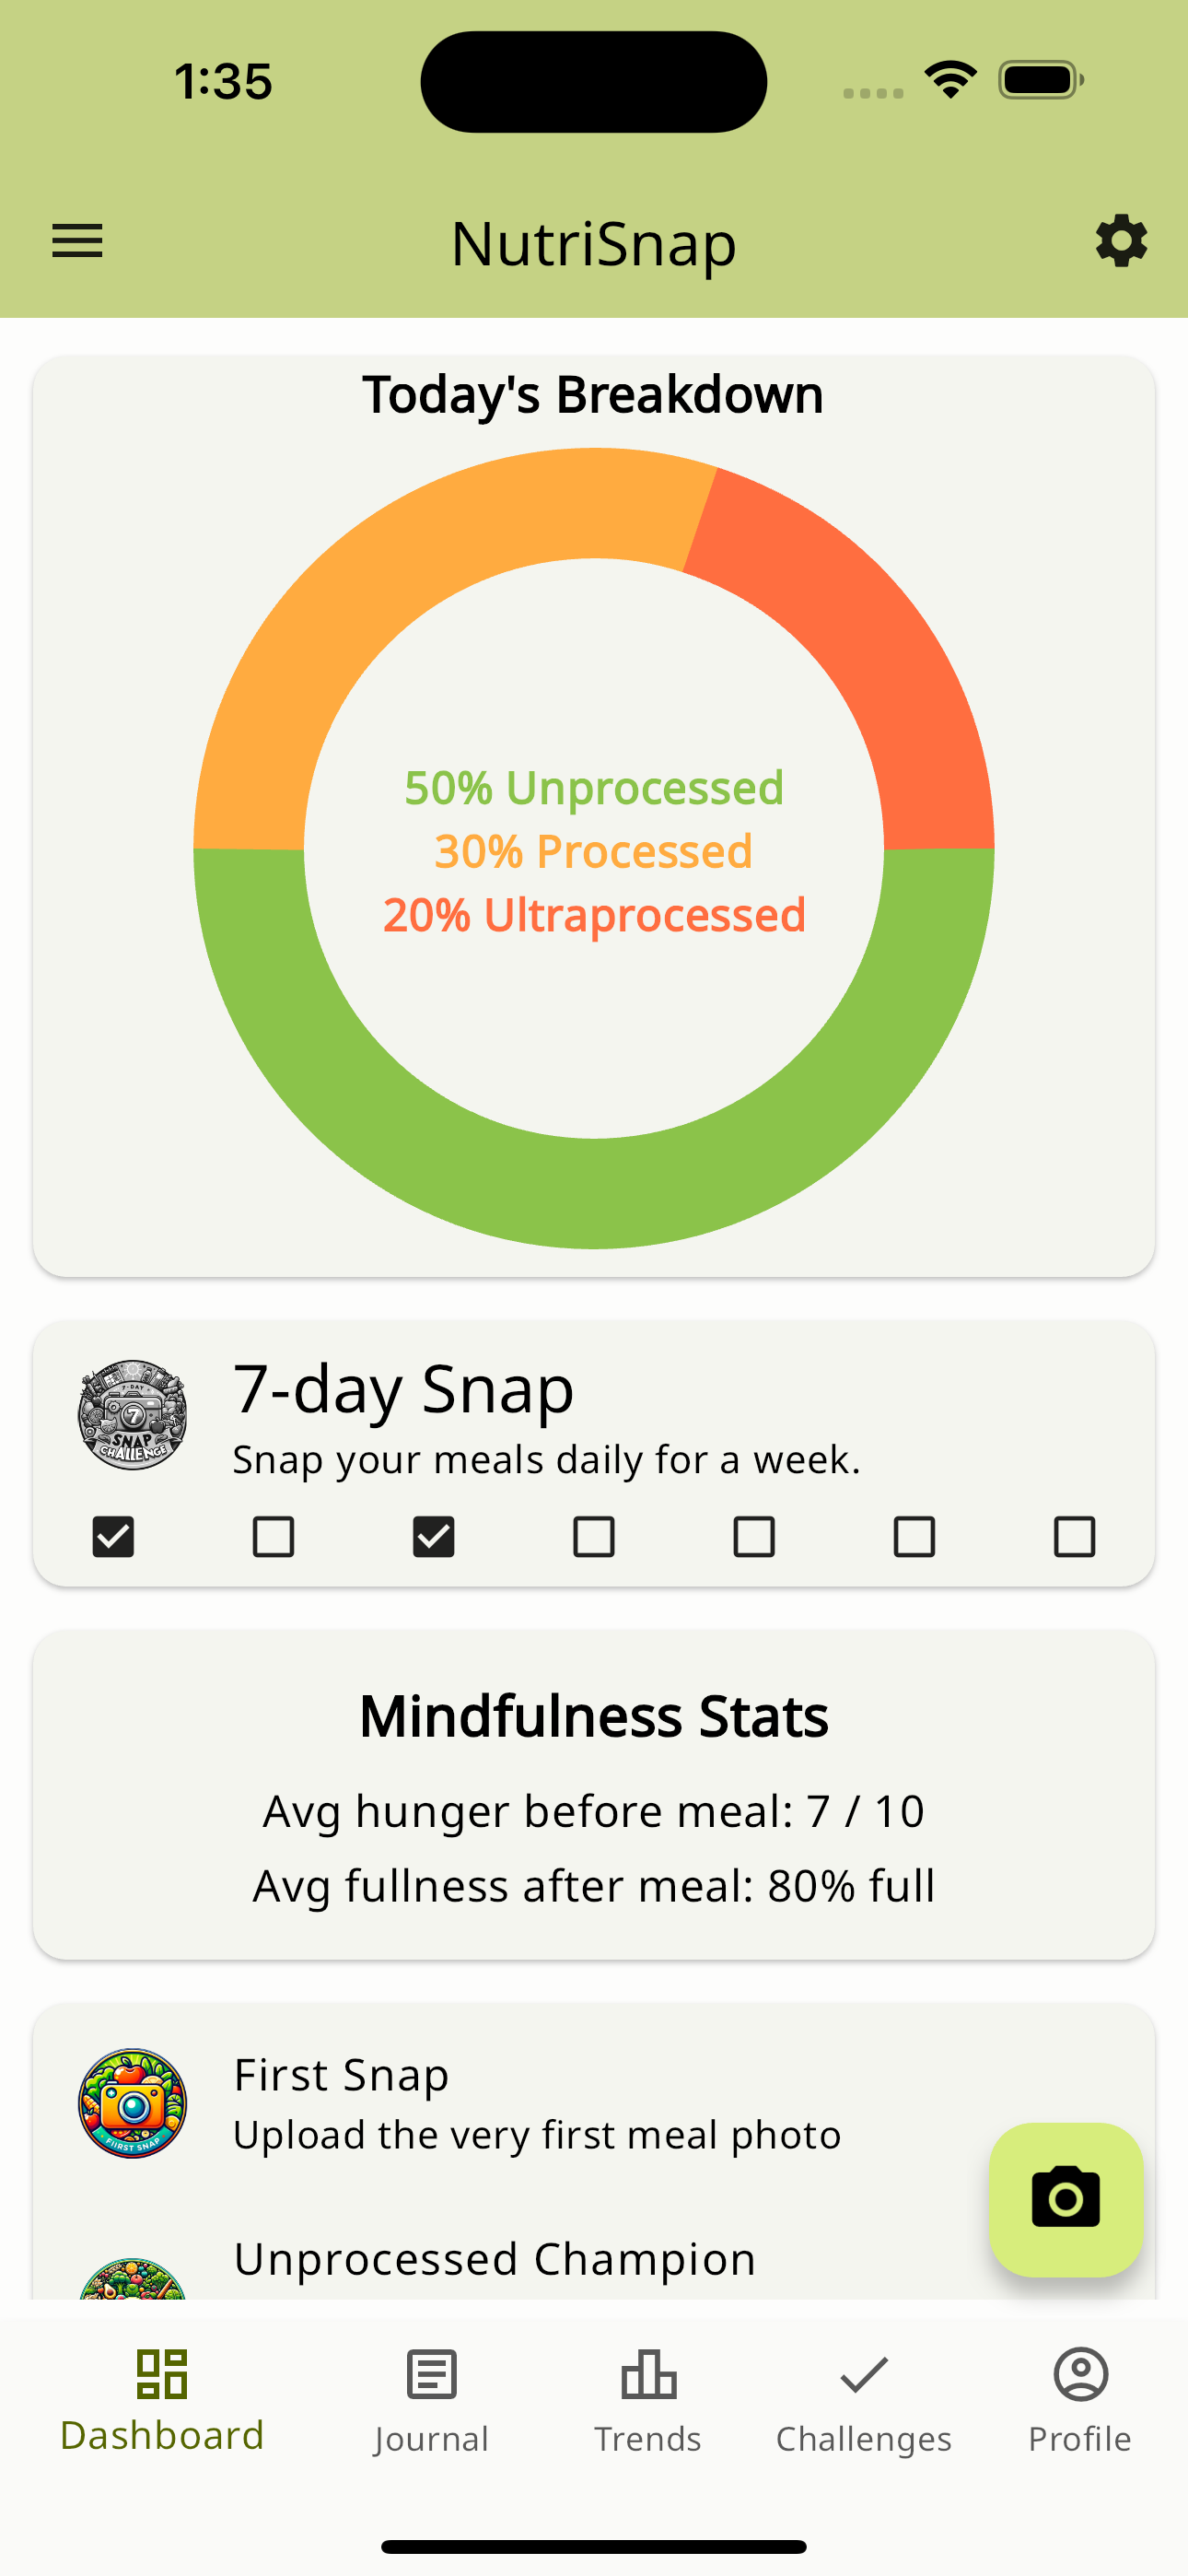 1:35
NutriSnap
Today's Breakdown
50% Unprocessed
30% Processed
20% Ultraprocessed
7-DAY
7
SNAP
CHALLENGE
7-day Snap
Snap your meals daily for a week.
Mindfulness Stats
Avg hunger before meal: 7 / 10
Avg fullness after meal: 80% full
FIIRST SNAP
First Snap
Upload the very first meal photo
Unprocessed Champion
Dashboard
Journal
Trends
Challenges
Profile